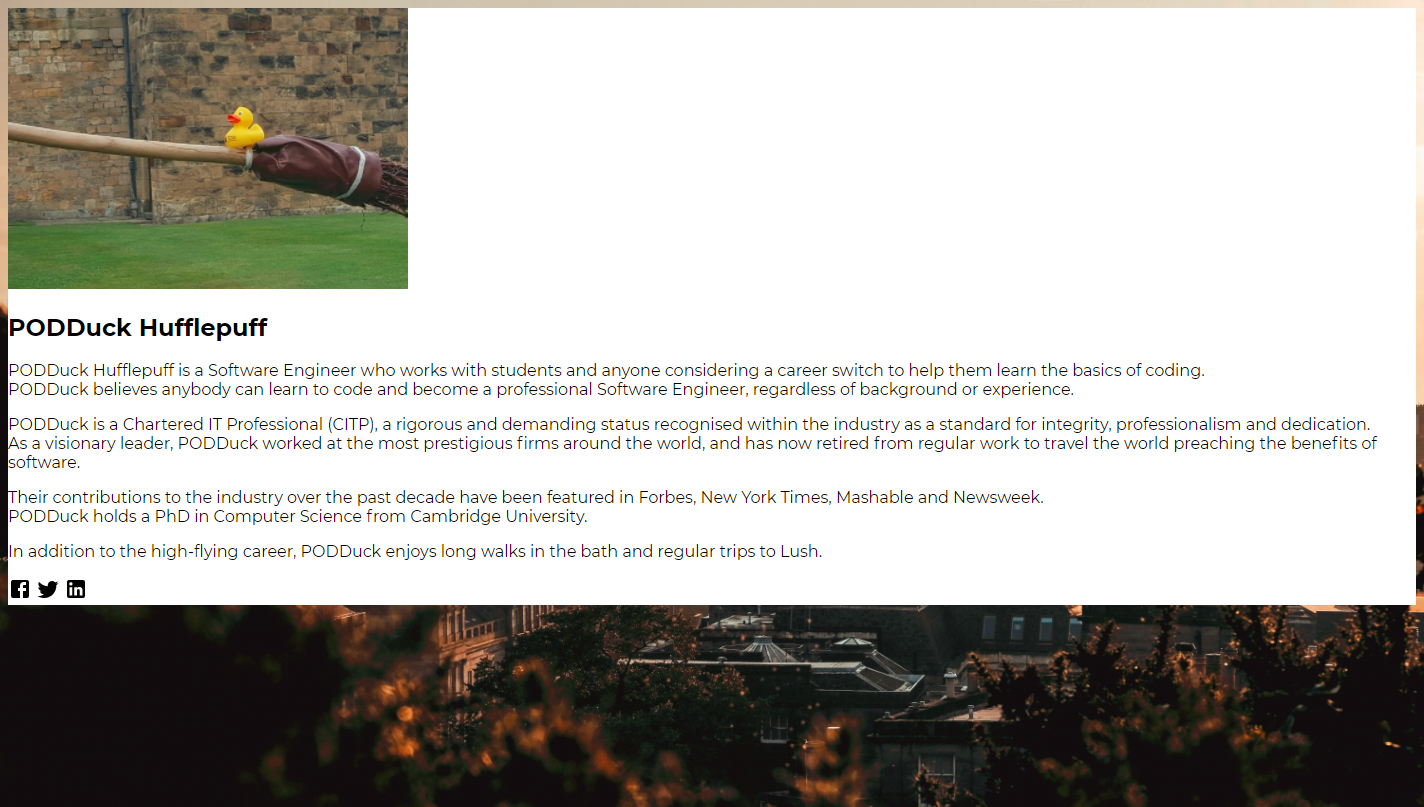 PODDuck Hufflepuff
PODDuck Hufflepuff is a Software Engineer who works with students and anyone considering a career switch to help them learn the basics of coding.
PODDuck believes anybody can learn to code and become a professional Software Engineer, regardless of background or experience.
PODDuck is a Chartered IT Professional (CITP), a rigorous and demanding status recognised within the industry as a standard for integrity, professionalism and dedication.
As a visionary leader, PODDuck worked at the most prestigious firms around the world, and has now retired from regular work to travel the world preaching the benefits of
software.
Their contributions to the industry over the past decade have been featured in Forbes, New York Times, Mashable and Newsweek.
PODDuck holds a PhD in Computer Science from Cambridge University.
In addition to the high-flying career, PODDuck enjoys long walks in the bath and regular trips to Lush.